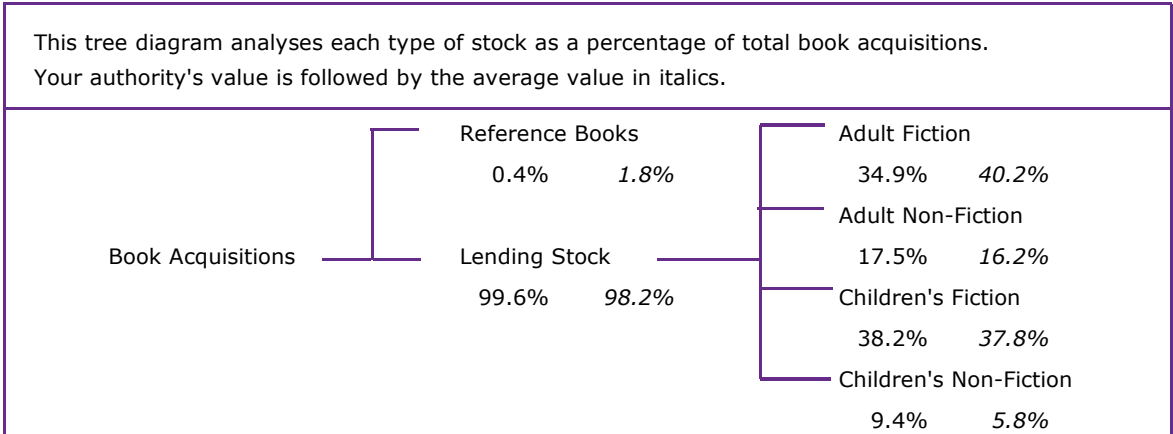 This tree diagram analyses each type of stock as a percentage of total book acquisitions.
Your authority's value is followed by the average value in italics.
Reference Books
0.4% 1.8%
Book Acquisitions
Lending Stock
99.6% 98.2%
Adult Fiction
34.9% 40.2%
Adult Non-Fiction
17.5% 16.2%
Children's Fiction
38.2% 37.8%
Children's Non-Fiction
9.4% 5.8%